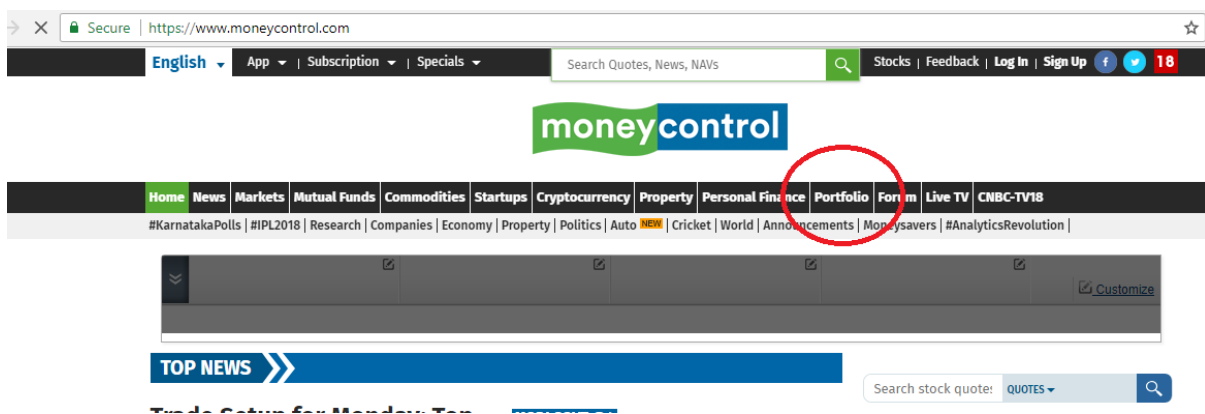 Secure | https://www.moneycontrol.com
English App | Subscription | Specials Search Quotes, News, NAVs Stocks | Feedback | Log In | Sign Up f 18
moneycontrol
Home News Markets Mutual Funds Commodities Startups Cryptocurrency Property Personal Finance Portfolio Forum Live TV CNBC-TV18
#KarnatakaPolls | #IPL2018 | Research | Companies | Economy | Property | Politics | Auto NEW | Cricket | World | Announcements | Moneysavers | #AnalyticsRevolution |
Customize
TOP NEWS
Search stock quotes QUOTES
Trade Setup for Monday: Top